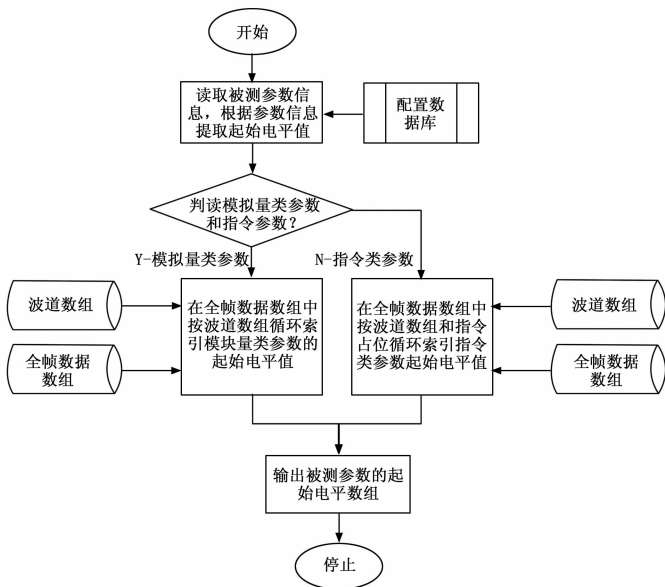 开始
读取被测参数信
息，根据参数信息
提取起始电平值
配置数
据库
判读模拟量类参数
和指令参数？
Y-模拟量类参数
N-指令类参数
波道数组
全帧数据
数组
在全帧数据数组中
按波道数组循环索
引模块量类参数的
起始电平值
在全帧数据数组中
按波道数组和指令
占位循环索引指令
类参数起始电平值
波道数组
全帧数据
数组
输出被测参数的起
始电平数组
停止